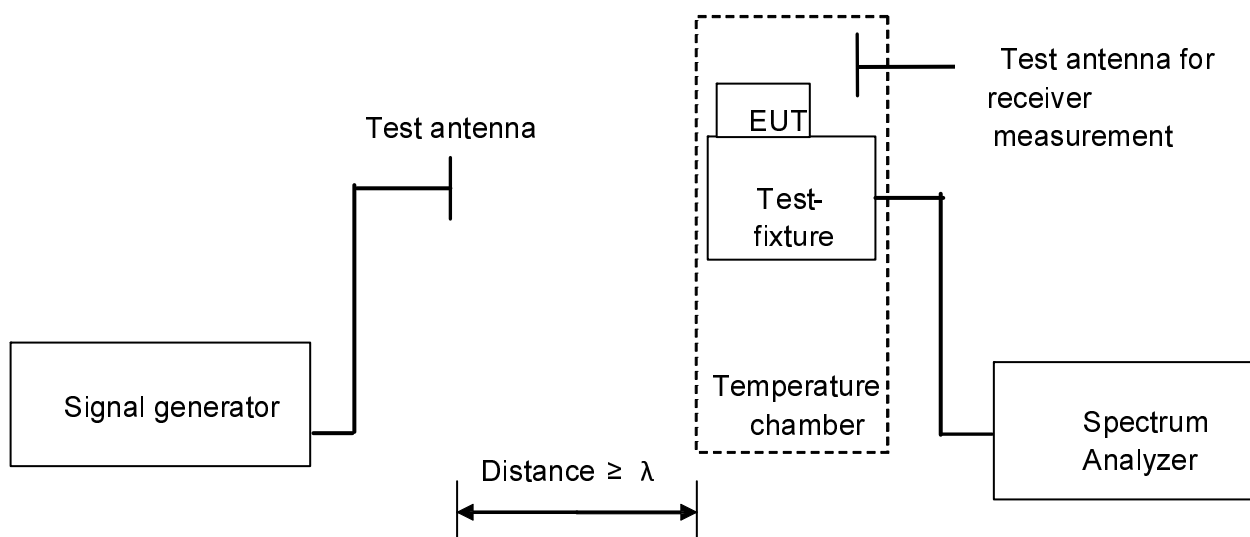 Test antenna for
receiver
measurement
EUT
Test antenna
Test-
fixture
Signal generator
Temperature
chamber
Spectrum
Analyzer
Distance ≥ λ